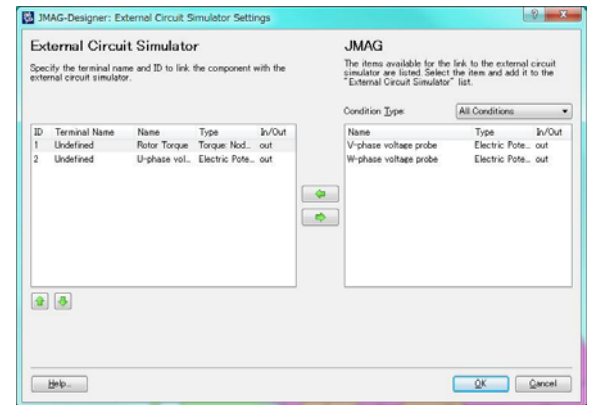 JMAG-Designer: External Circuit Simulator Settings
External Circuit Simulator
Specify the terminal name and ID to link the component with the
external circuit simulator.
ID Terminal Name Name Type In/Out
1 Undefined Rotor Torque Torque: Nod... out
2 Undefined U-phase vol... Electric Pote... out
JMAG
The items available for the link to the external circuit
simulator are listed. Select the item and add it to the
"External Circuit Simulator" list.
Condition Type: All Conditions
Name Type In/Out
V-phase voltage probe Electric Pote... out
W-phase voltage probe Electric Pote... out
Help...
OK Cancel